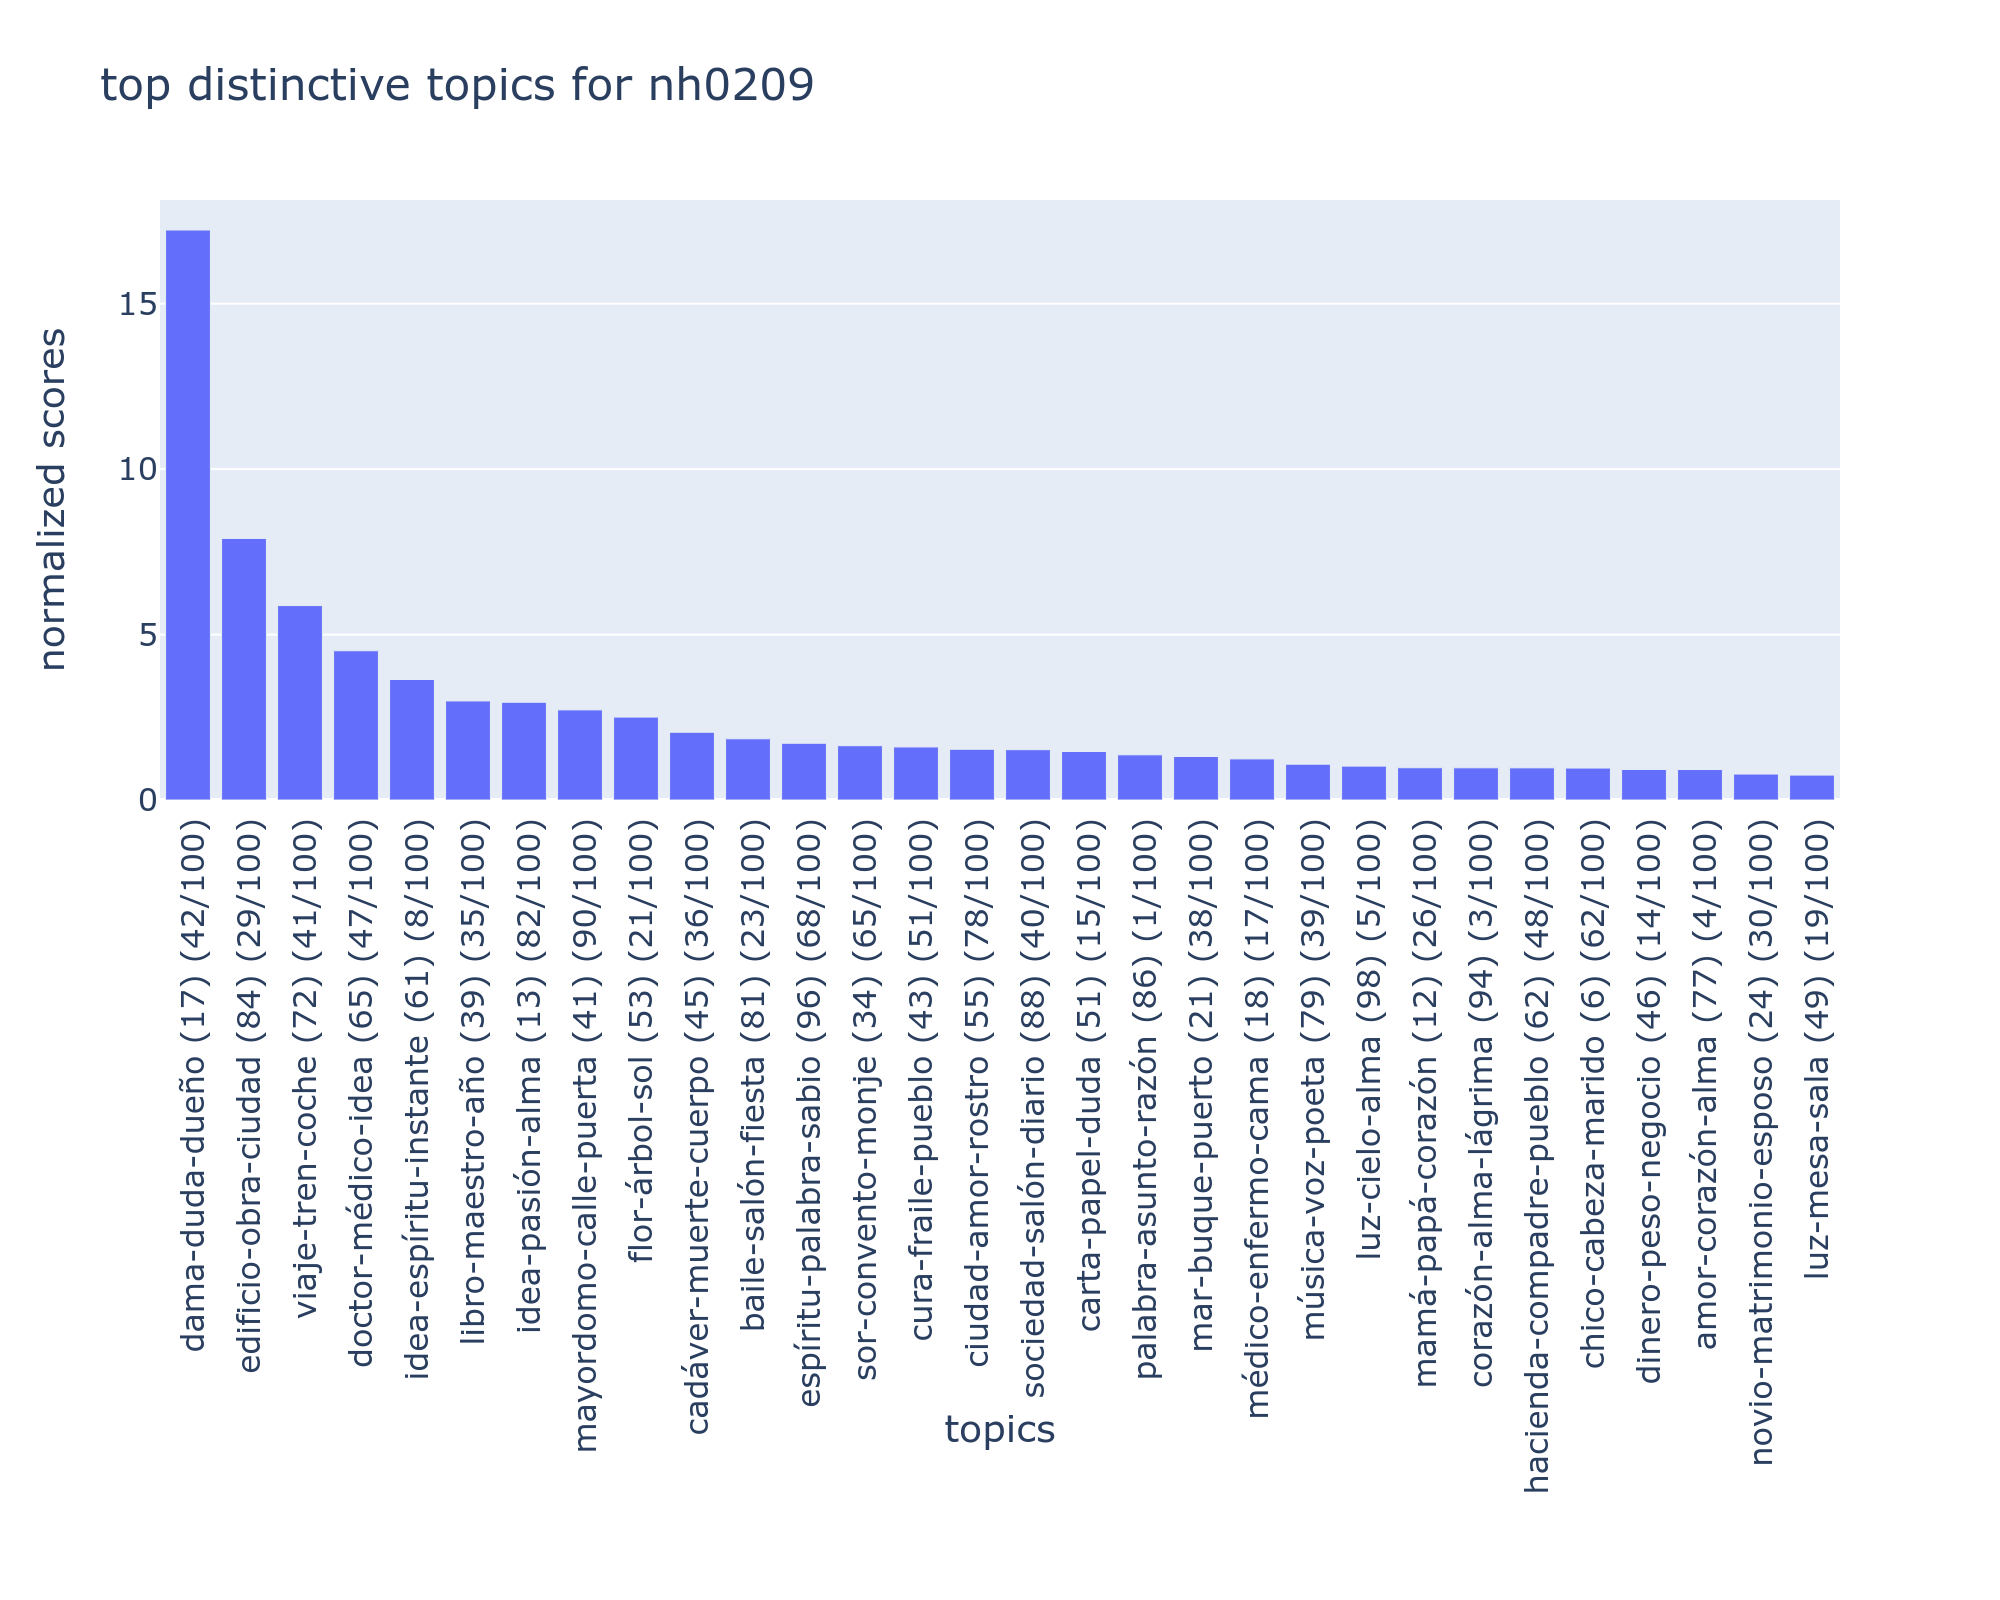 top distinctive topics for nh0209
normalized scores
15
10
5
0
dama-duda-dueño (17) (42/100)
edificio-obra-ciudad (84) (29/100)
viaje-tren-coche (72) (41/100)
doctor-médico-idea (65) (47/100)
idea-espíritu-instante (61) (8/100)
libro-maestro-año (39) (35/100)
idea-pasión-alma (13) (82/100)
mayordomo-calle-puerta (41) (90/100)
flor-árbol-sol (53) (21/100)
cadáver-muerte-cuerpo (45) (36/100)
baile-salón-fiesta (81) (23/100)
espíritu-palabra-sabio (96) (68/100)
sor-convento-monje (34) (65/100)
cura-fraile-pueblo (43) (51/100)
ciudad-amor-rostro (55) (78/100)
sociedad-salón-diario (88) (40/100)
carta-papel-duda (51) (15/100)
palabra-asunto-razón (86) (1/100)
mar-buque-puerto (21) (38/100)
médico-enfermo-cama (18) (17/100)
música-voz-poeta (79) (39/100)
luz-cielo-alma (98) (5/100)
mamá-papá-corazón (12) (26/100)
corazón-alma-lágrima (94) (3/100)
hacienda-compadre-pueblo (62) (48/100)
chico-cabeza-marido (6) (62/100)
dinero-peso-negocio (46) (14/100)
amor-corazón-alma (77) (4/100)
novio-matrimonio-esposo (24) (30/100)
luz-mesa-sala (49) (19/100)
topics